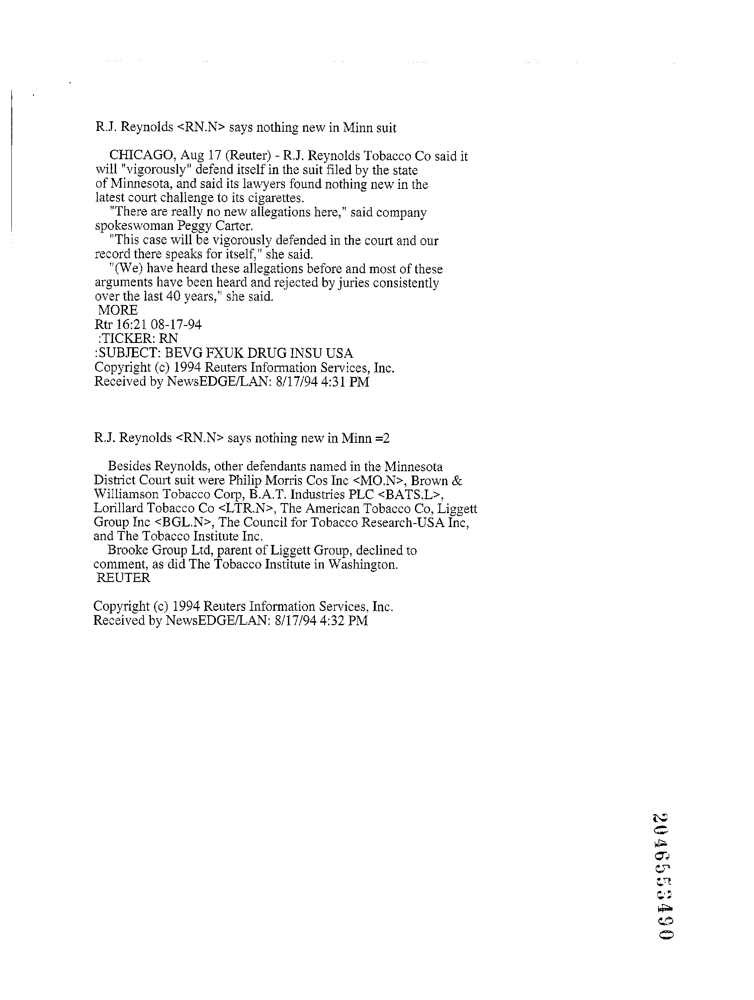 R.J. Reynolds <RN.N> says nothing new in Minn suit
CHICAGO, Aug 17 (Reuter) - R.J. Reynolds Tobacco Co said it
will "vigorously" defend itself in the suit filed by the state
of Minnesota, and said its lawyers found nothing new in the
latest court challenge to its cigarettes.
"There are really no new allegations here," said company
spokeswoman Peggy Carter.
"This case will be vigorously defended in the court and our
record there speaks for itself," she said.
"(We) have heard these allegations before and most of these
arguments have been heard and rejected by juries consistently
over the last 40 years," she said.
MORE
Rtr 16:21 08-17-94
:TICKER: RN
:SUBJECT: BEVG FXUK DRUG INSU USA
Copyright (c) 1994 Reuters Information Services, Inc.
Received by NewsEDGE/LAN: 8/17/94 4:31 PM
R.J. Reynolds <RN.N> says nothing new in Minn =2
Besides Reynolds, other defendants named in the Minnesota
District Court suit were Philip Morris Cos Inc <MO.N>, Brown &
Williamson Tobacco Corp, B.A.T. Industries PLC <BATS.L>,
Lorillard Tobacco Co <LTR.N>, The American Tobacco Co, Liggett
Group Inc <BGL.N>, The Council for Tobacco Research-USA Inc,
and The Tobacco Institute Inc.
Brooke Group Ltd, parent of Liggett Group, declined to
comment, as did The Tobacco Institute in Washington.
REUTER
Copyright (c) 1994 Reuters Information Services, Inc.
Received by NewsEDGE/LAN: 8/17/94 4:32 PM
2046553490